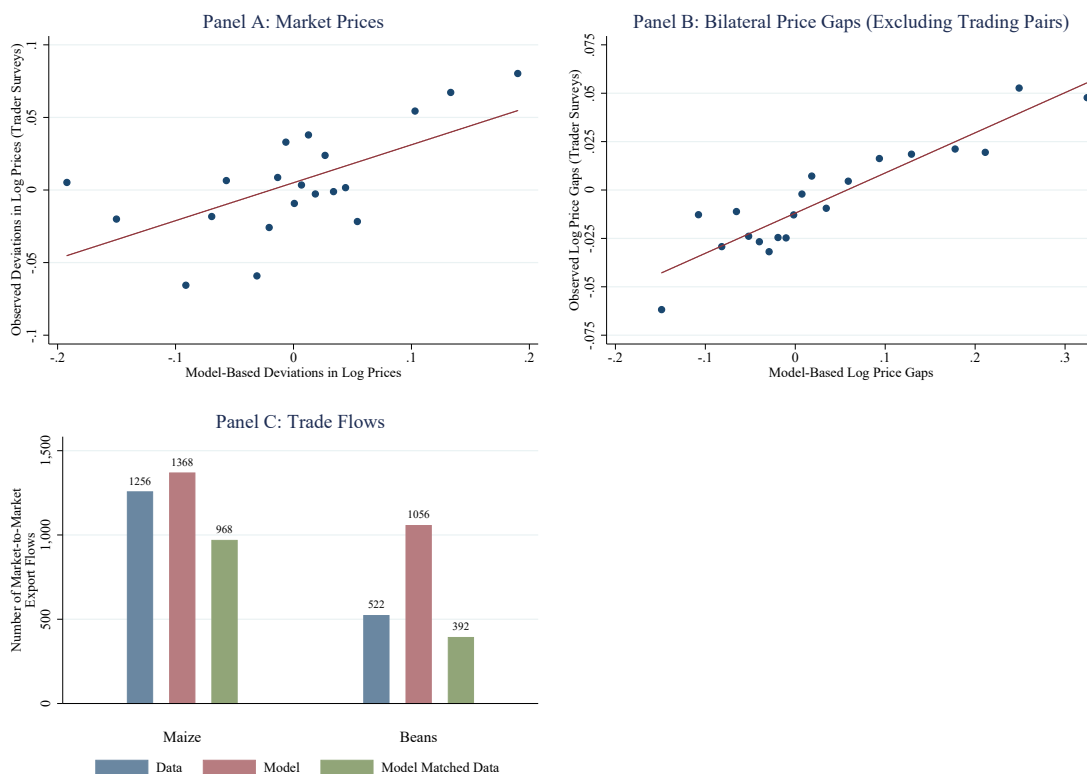 Panel A: Market Prices
Observed Deviations in Log Prices (Trader Surveys)
.1
.05
0
-.05
-.1
-.2
-.1
0
.1
.2
Model-Based Deviations in Log Prices
Panel B: Bilateral Price Gaps (Excluding Trading Pairs)
Observed Log Price Gaps (Trader Surveys)
.075
.05
.025
0
-.025
-.05
-.075
-.2
-.1
0
.1
.2
.3
Model-Based Log Price Gaps
Panel C: Trade Flows
Number of Market-to-Market
Export Flows
1,500
1,000
500
0
1256
1368
968
522
1056
392
Maize
Beans
Data
Model
Model Matched Data